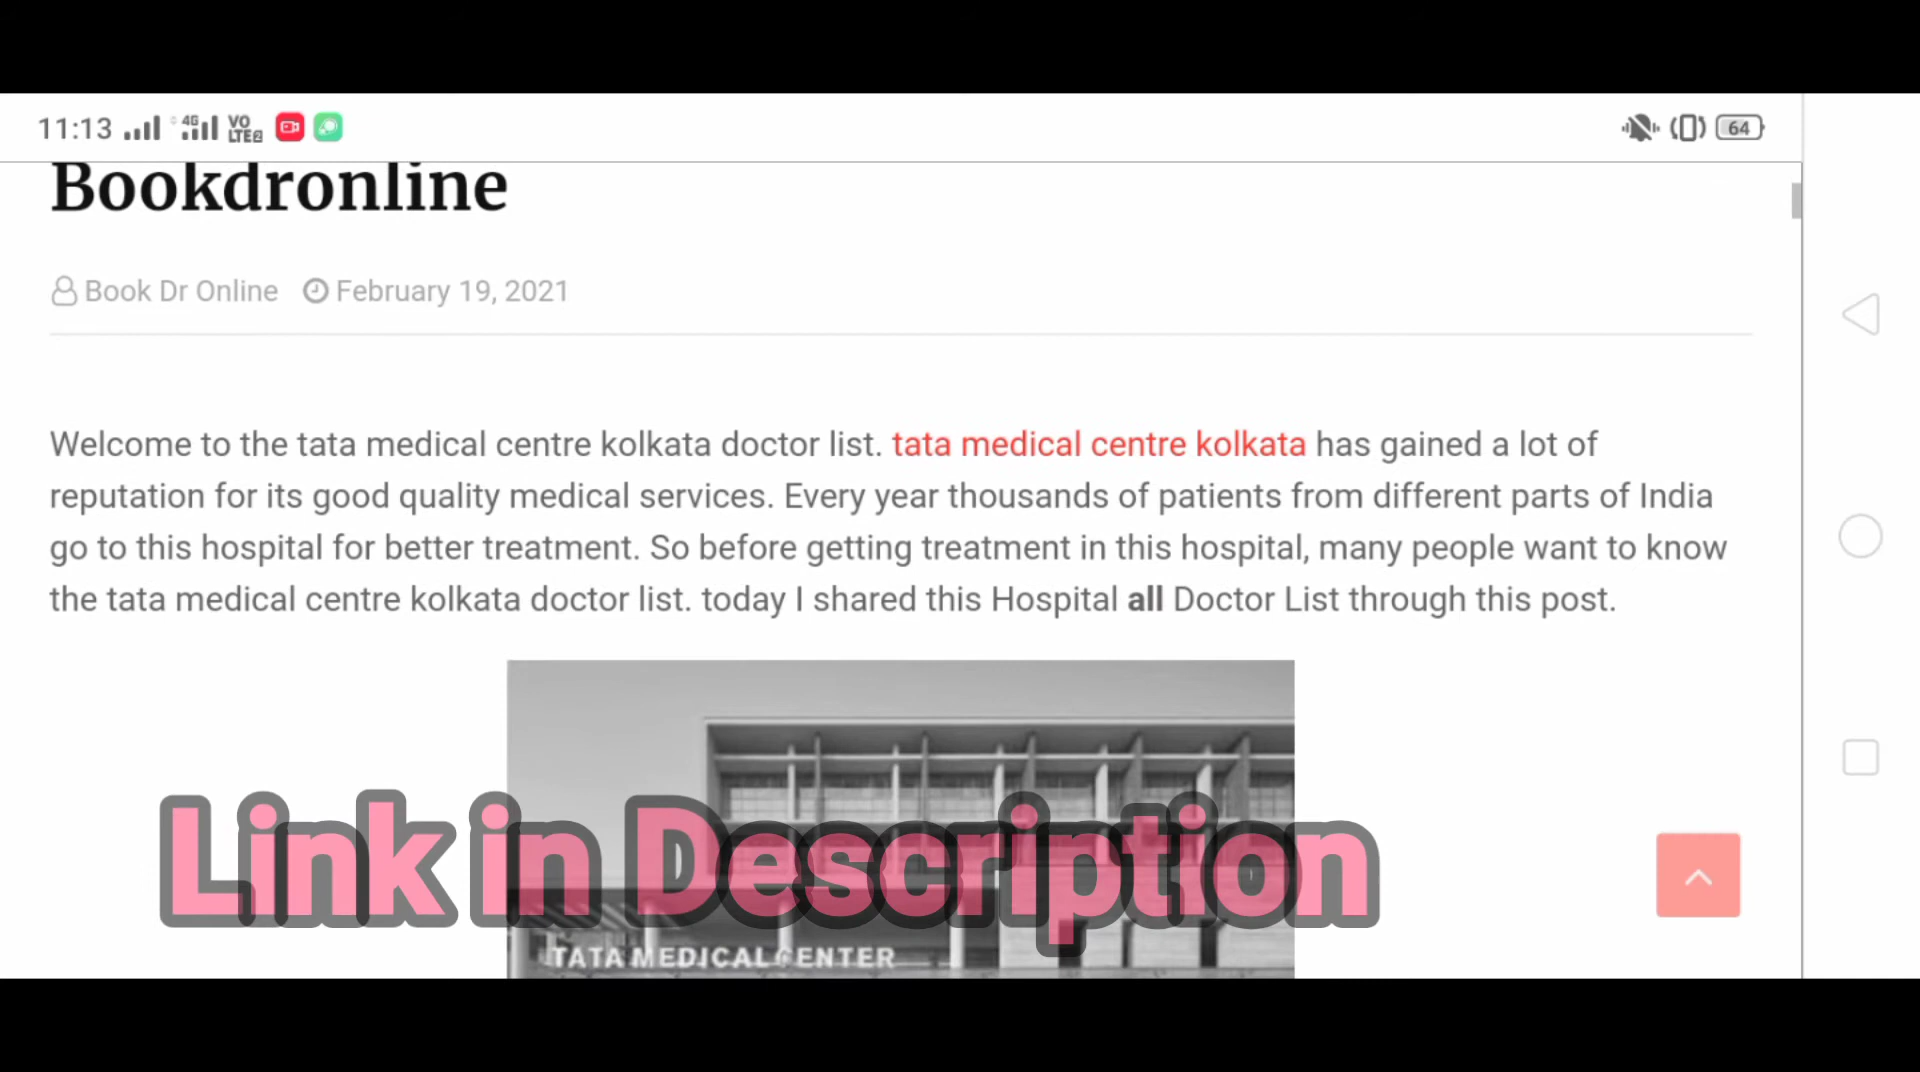 11:13 4G VO LTE2 64
Bookdronline
Book Dr Online February 19, 2021
Welcome to the tata medical centre kolkata doctor list. tata medical centre kolkata has gained a lot of
reputation for its good quality medical services. Every year thousands of patients from different parts of India
go to this hospital for better treatment. So before getting treatment in this hospital, many people want to know
the tata medical centre kolkata doctor list. today I shared this Hospital all Doctor List through this post.
Link in Description
TATA MEDICAL CENTER